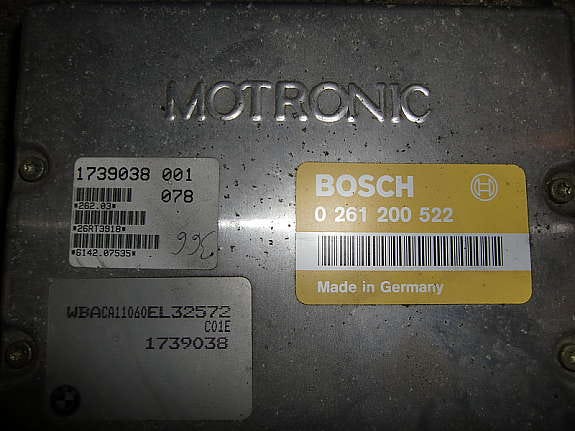 MOTRONIC
1739038 001
078
*262.03*
*26RT3918*
366
*6142.07535*
BOSCH
0 261 200 522
Made in Germany
WBACA11060EL32572
C01E
1739038